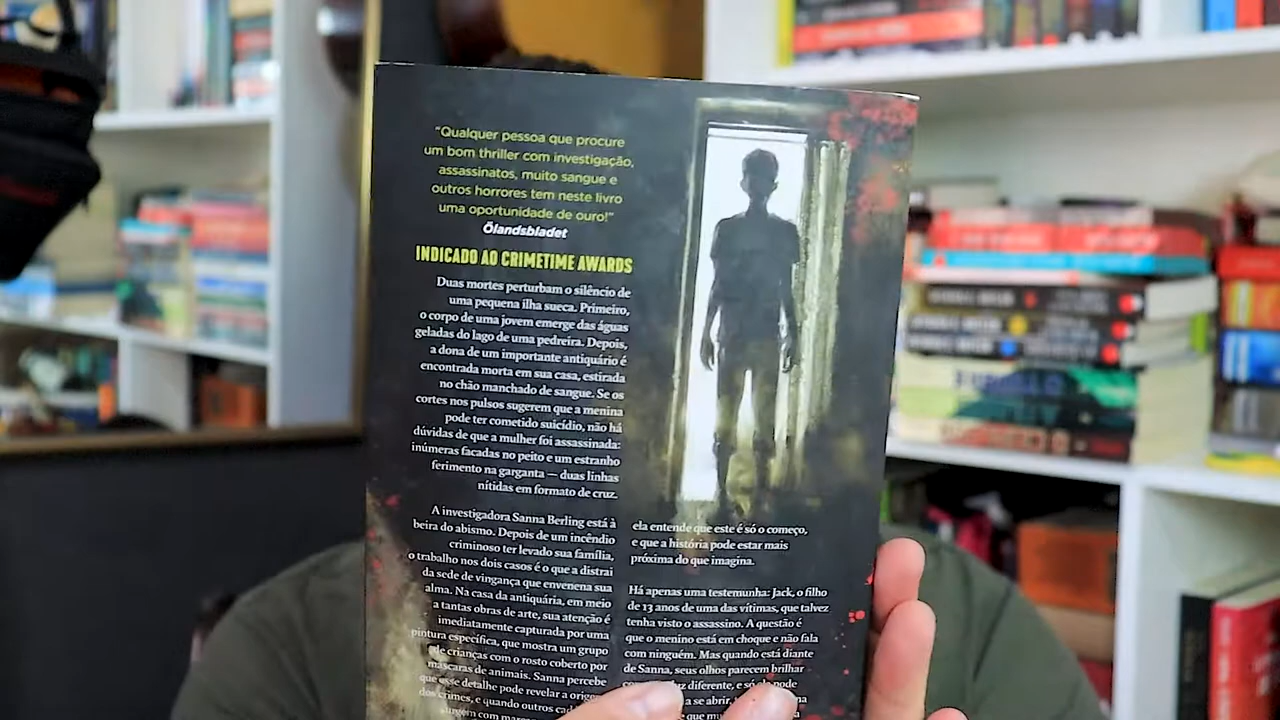 "Qualquer pessoa que procure
um bom thriller com investigação,
assassinatos, muito sangue e
outros horrores tem neste livro
uma oportunidade de ouro!"
Ölandsbladet
INDICADO AO CRIMETIME AWARDS
Duas mortes perturbam o silêncio de
uma pequena ilha sueca. Primeiro,
o corpo de uma jovem emerge das águas
geladas do lago de uma pedreira. Depois,
a dona de um importante antiquário é
encontrada morta em sua casa, estirada
no chão manchado de sangue. Se os
cortes nos pulsos sugerem que a menina
pode ter cometido suicídio, não há
dúvidas de que a mulher foi assassinada:
inúmeras facadas no peito e um estranho
ferimento na garganta — duas linhas
nítidas em formato de cruz.
A investigadora Sanna Berling está à
beira do abismo. Depois de um incêndio
criminoso ter levado sua família,
o trabalho nos dois casos é o que a distrai
da sede de vingança que envenena sua
alma. Na casa da antiquária, em meio
a tantas obras de arte, sua atenção é
imediatamente capturada por uma
pintura específica, que mostra um grupo
de crianças com o rosto coberto por
máscaras de animais. Sanna percebe
que esse detalhe pode revelar a origem
dos crimes, e quando outros
surgem com
ela entende que este é só o começo,
e que a história pode estar mais
próxima do que imagina.
Há apenas uma testemunha: Jack, o filho
de 13 anos de uma das vítimas, que talvez
tenha visto o assassino. A questão é
que o menino está em choque e não fala
com ninguém. Mas quando está diante
de Sanna, seus olhos parecem brilhar
diferente, e só ele pode
a se abrir,
e que